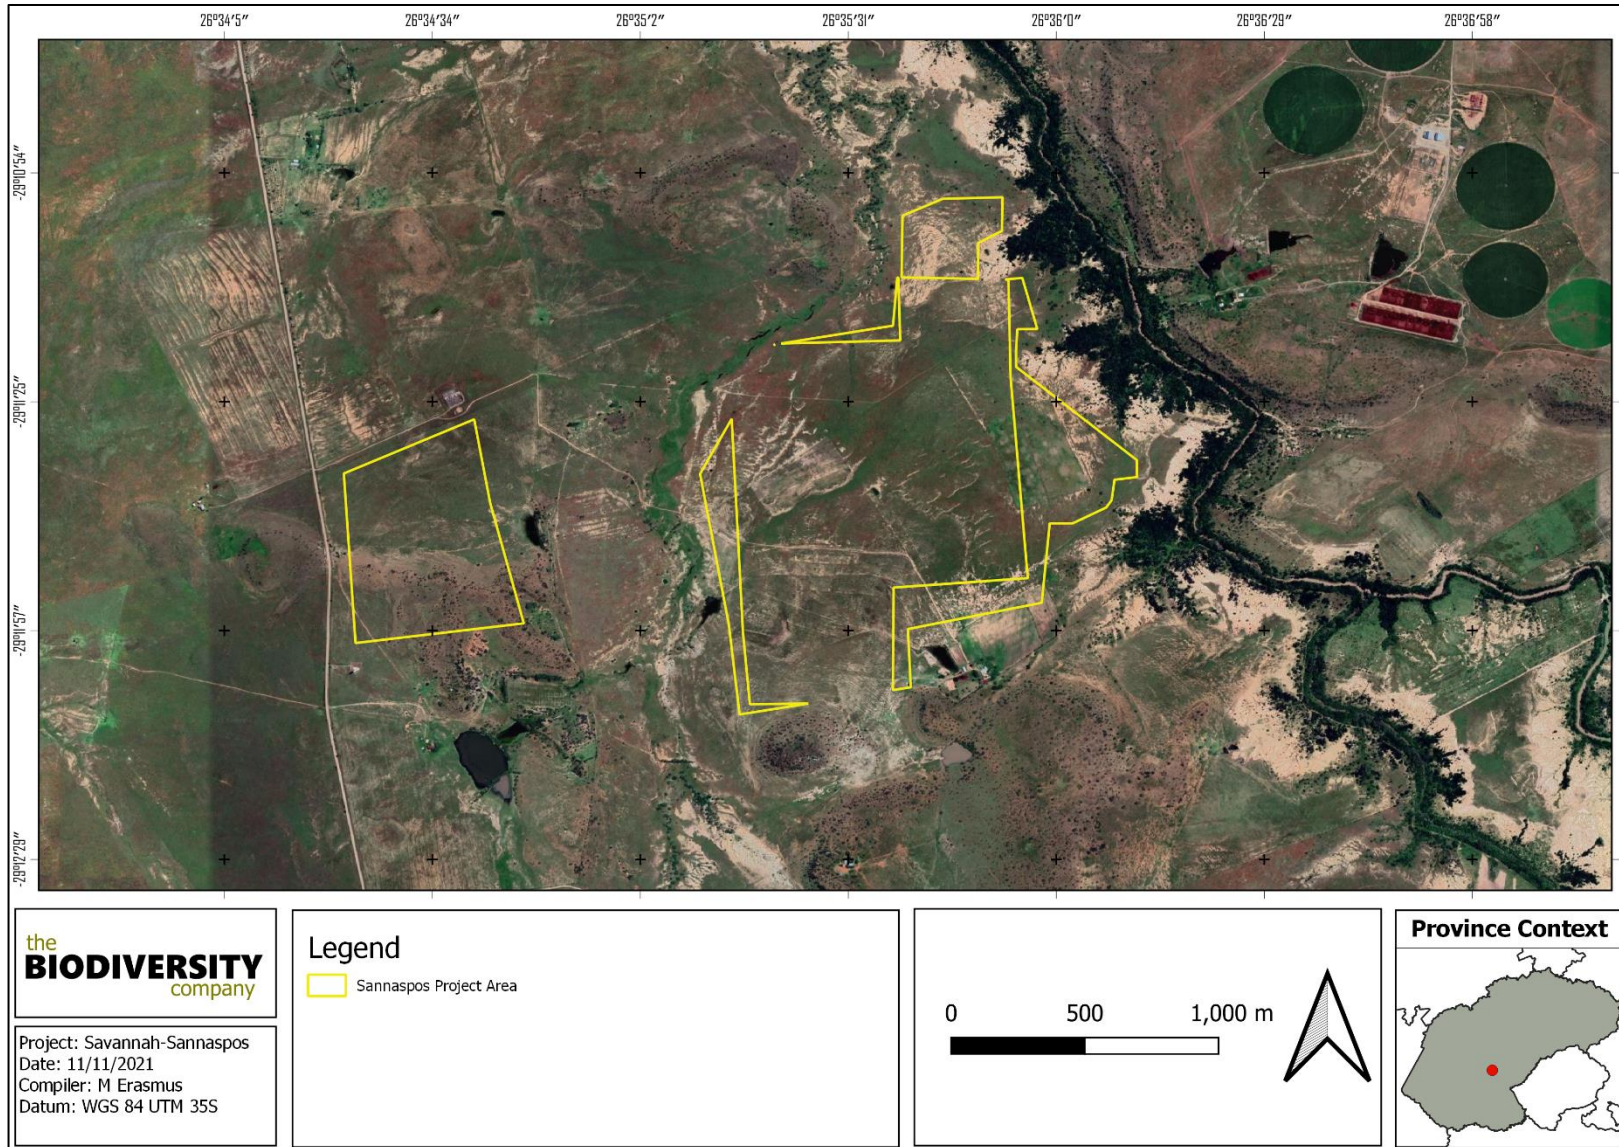 26°34'5" 26°34'34" 26°35'2" 26°35'31" 26°36'0" 26°36'29" 26°36'58"
-29°10'54"
-29°11'25"
-29°11'57"
-29°12'29"
the
BIODIVERSITY
company
Project: Savannah-Sannaspos
Date: 11/11/2021
Compiler: M Erasmus
Datum: WGS 84 UTM 35S
Legend
Sannaspos Project Area
0 500 1,000 m
Province Context